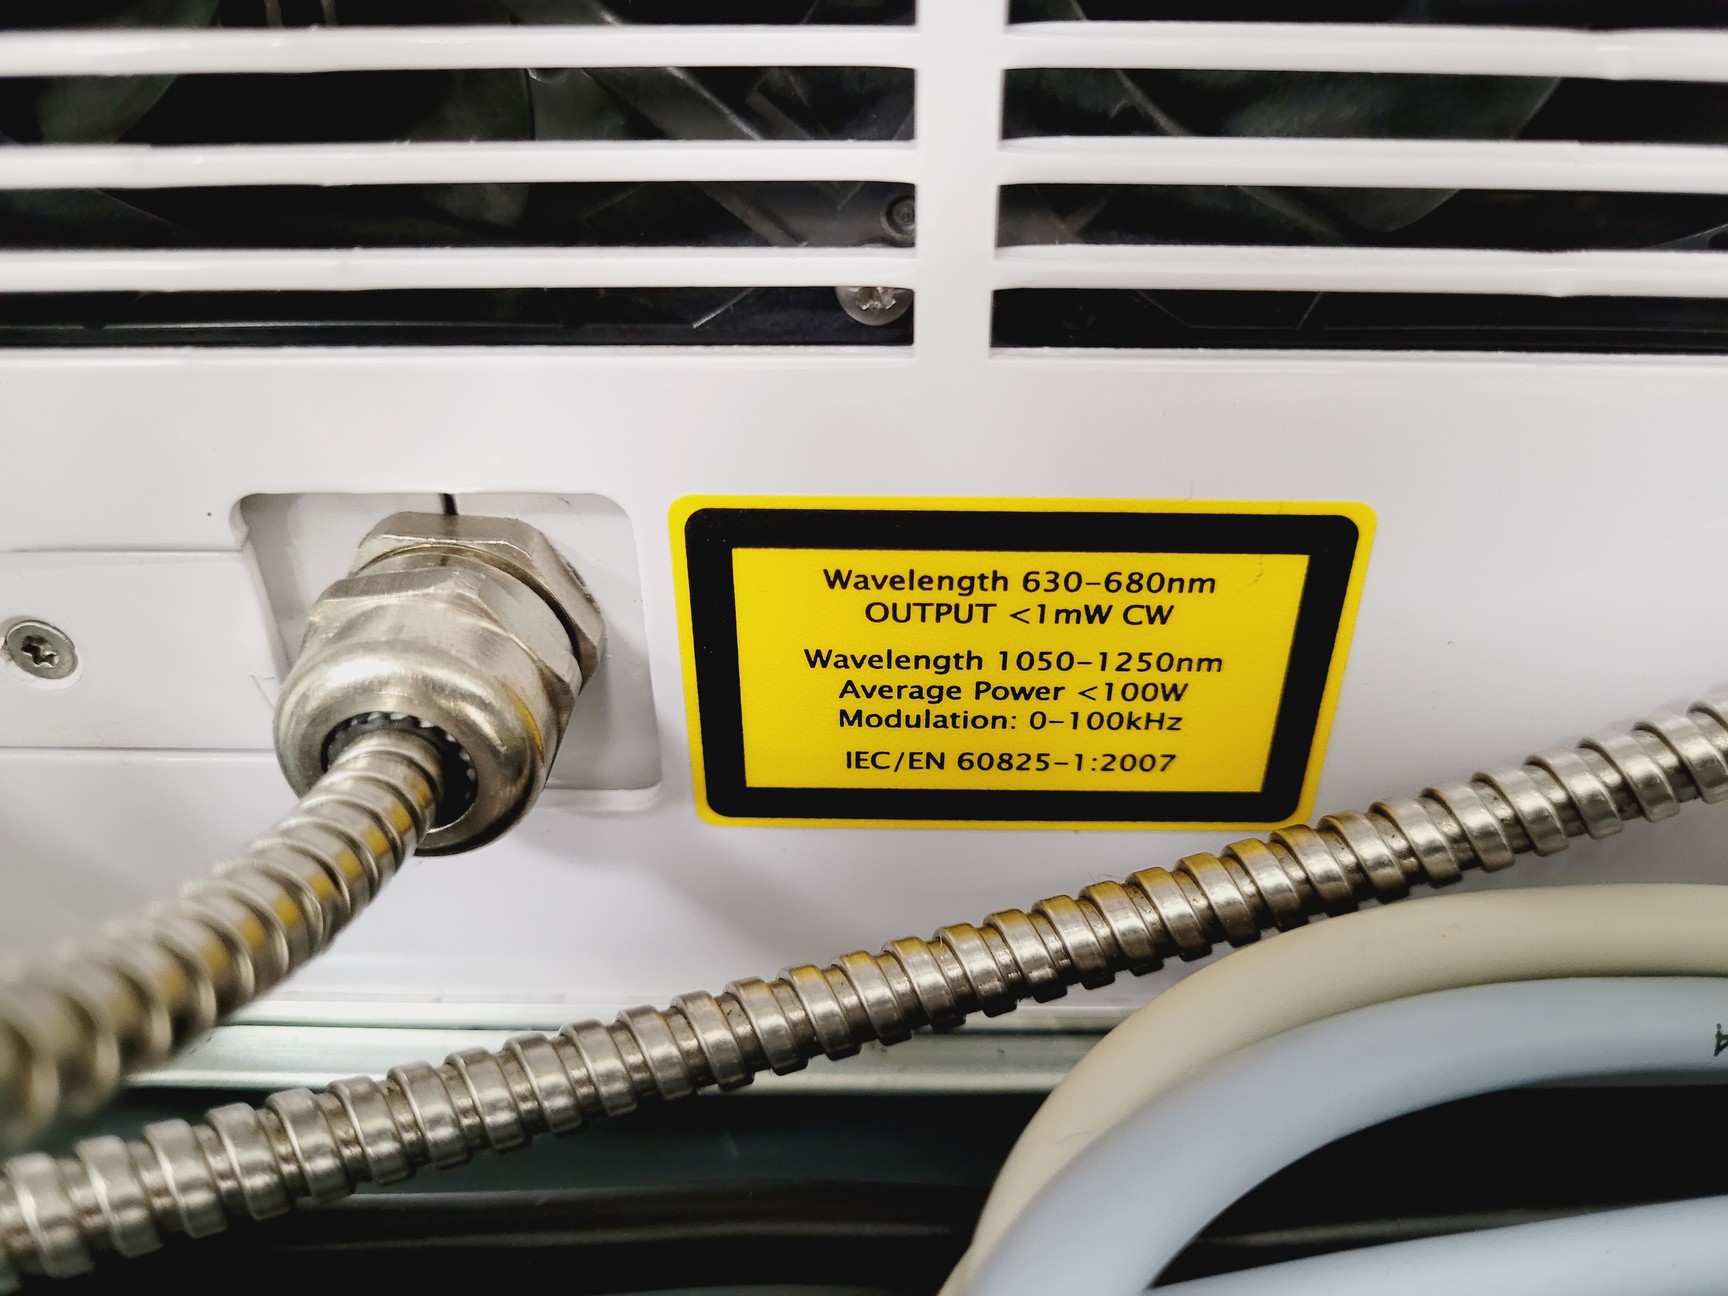 Wavelength 630-680nm
OUTPUT <1mW CW
Wavelength 1050-1250nm
Average Power <100W
Modulation: 0-100kHz
IEC/EN 60825-1:2007